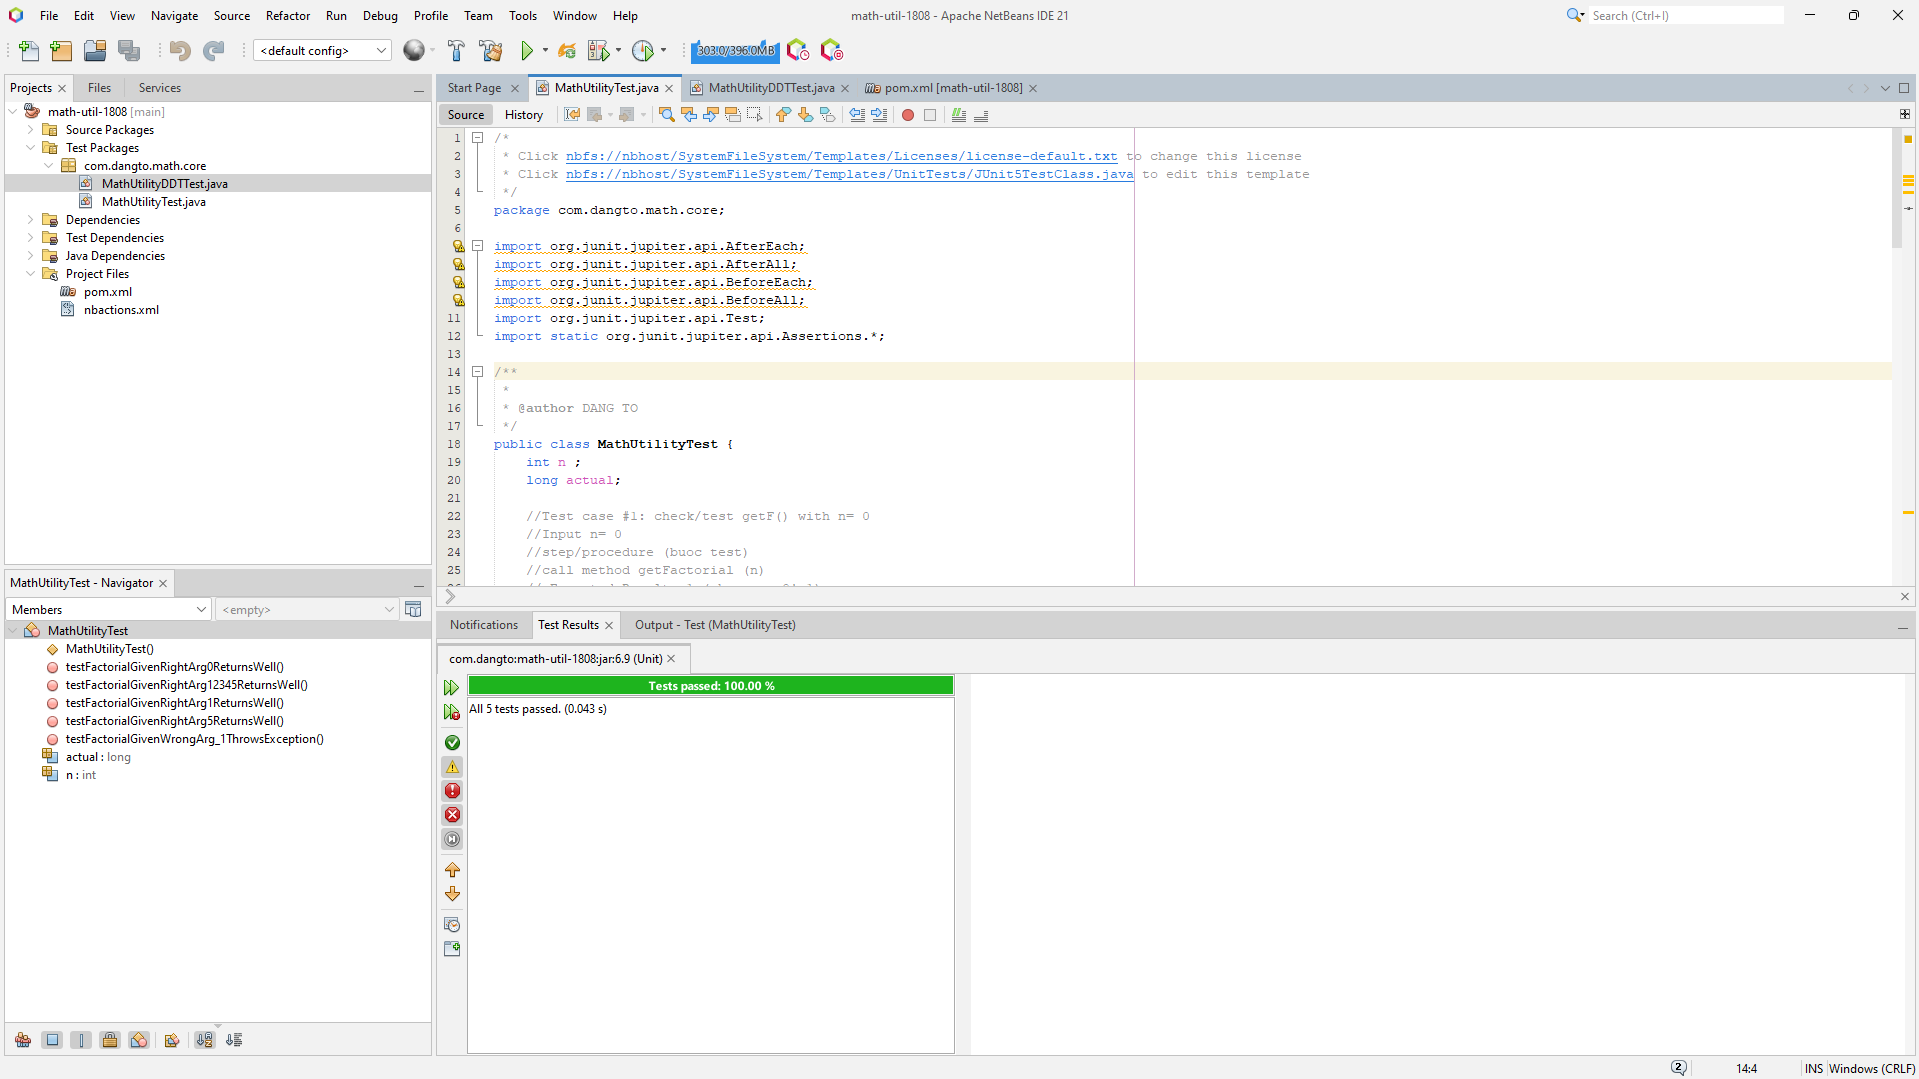 File Edit View Navigate Source Refactor Run Debug Profile Team Tools Window Help
math-util-1808 - Apache NetBeans IDE 21
Search (Ctrl+I)
<default config>
303.0/396.0MB
Projects Files Services
math-util-1808 [main]
Source Packages
Test Packages
com.dangto.math.core
MathUtilityDDTTest.java
MathUtilityTest.java
Dependencies
Test Dependencies
Java Dependencies
Project Files
pom.xml
nbactions.xml
MathUtilityTest - Navigator
Members
<empty>
MathUtilityTest
MathUtilityTest()
testFactorialGivenRightArg0ReturnsWell()
testFactorialGivenRightArg12345ReturnsWell()
testFactorialGivenRightArg1ReturnsWell()
testFactorialGivenRightArg5ReturnsWell()
testFactorialGivenWrongArg_1ThrowsException()
actual : long
n : int
Start Page MathUtilityTest.java MathUtilityDDTTest.java pom.xml [math-util-1808]
Source History
1 /*
2 * Click nbfs://nbhost/SystemFileSystem/Templates/Licenses/license-default.txt to change this license
3 * Click nbfs://nbhost/SystemFileSystem/Templates/UnitTests/JUnit5TestClass.java to edit this template
4 */
5 package com.dangto.math.core;
6
import org.junit.jupiter.api.AfterEach;
import org.junit.jupiter.api.AfterAll;
import org.junit.jupiter.api.BeforeEach;
import org.junit.jupiter.api.BeforeAll;
11 import org.junit.jupiter.api.Test;
12 import static org.junit.jupiter.api.Assertions.*;
13
14 /**
15 *
16 * @author DANG TO
17 */
18 public class MathUtilityTest {
19 int n ;
20 long actual;
21
22 //Test case #1: check/test getF() with n= 0
23 //Input n= 0
24 //step/procedure (buoc test)
25 //call method getFactorial (n)
Notifications Test Results Output - Test (MathUtilityTest)
com.dangto:math-util-1808:jar:6.9 (Unit)
Tests passed: 100.00 %
All 5 tests passed. (0.043 s)
2
14:4
INS Windows (CRLF)